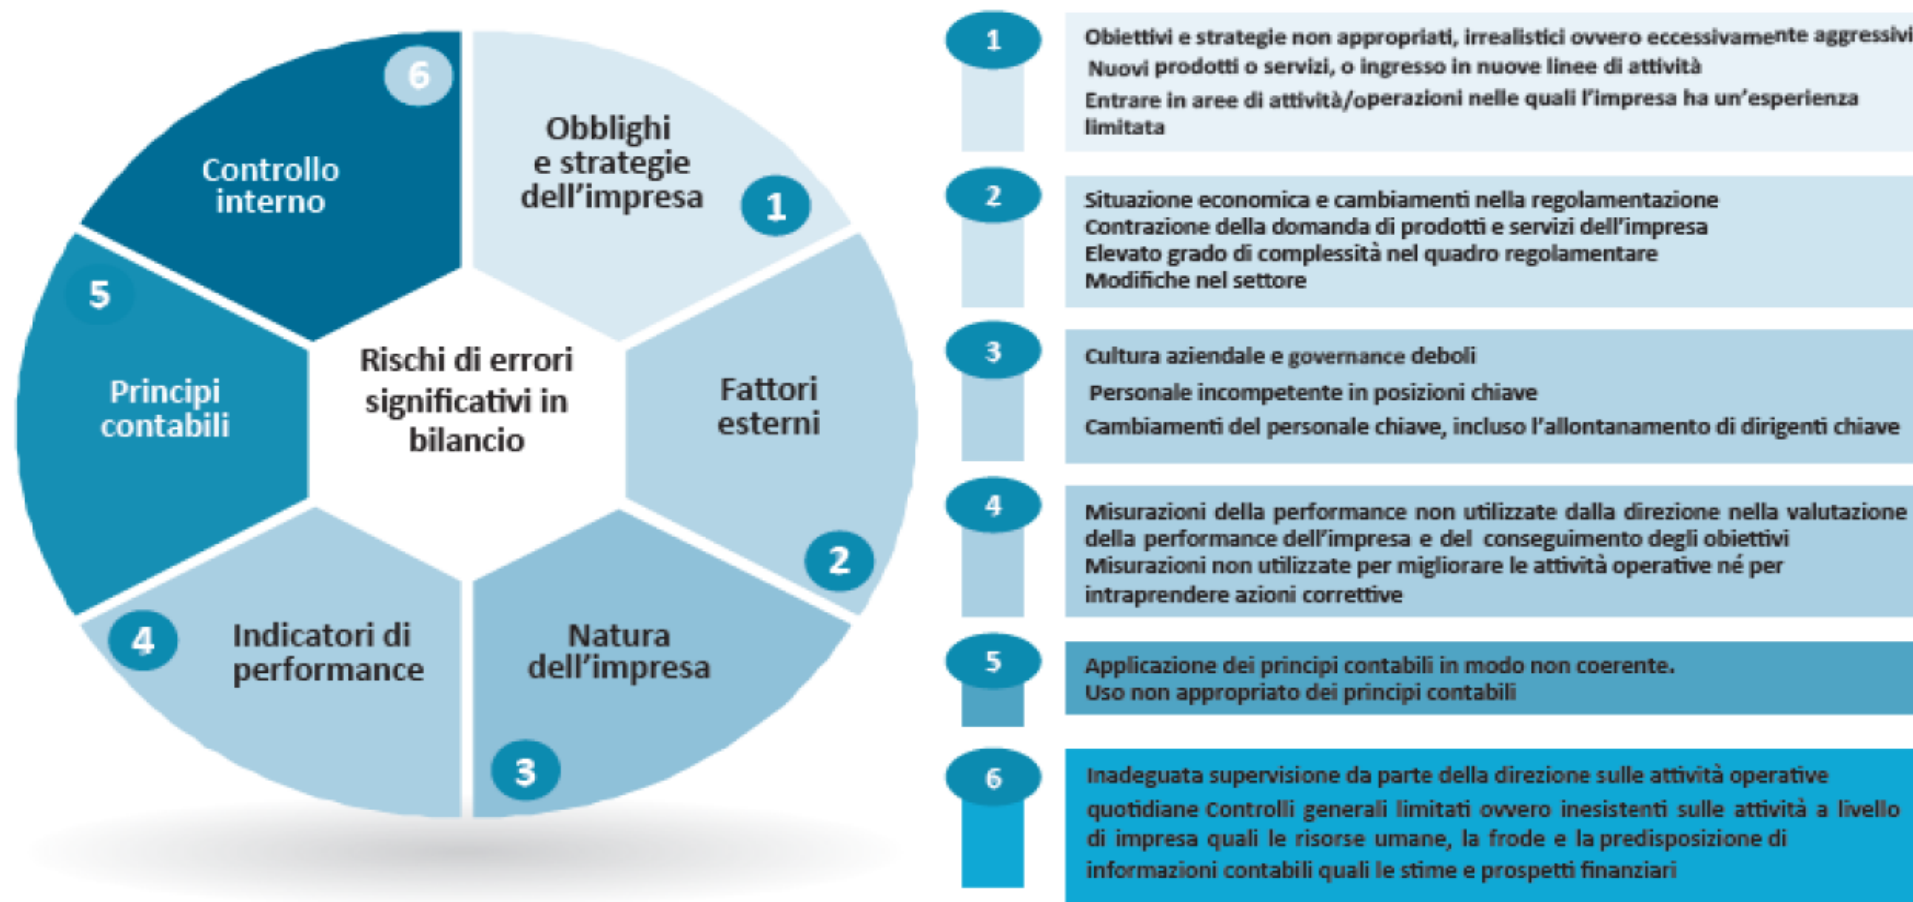 6
Controllo
interno
Obblighi
e strategie
dell'impresa
1
5
Principi
contabili
Rischi di errori
significativi in
bilancio
Fattori
esterni
2
4
Indicatori di
performance
Natura
dell'impresa
3
1
Obiettivi e strategie non appropriati, irrealistici ovvero eccessivamente aggressivi
Nuovi prodotti o servizi, o ingresso in nuove linee di attività
Entrare in aree di attività/operazioni nelle quali l'impresa ha un'esperienza
limitata
2
Situazione economica e cambiamenti nella regolamentazione
Contrazione della domanda di prodotti e servizi dell'impresa
Elevato grado di complessità nel quadro regolamentare
Modifiche nel settore
3
Cultura aziendale e governance deboli
Personale incompetente in posizioni chiave
Cambiamenti del personale chiave, incluso l'allontanamento di dirigenti chiave
4
Misurazioni della performance non utilizzate dalla direzione nella valutazione
della performance dell'impresa e del conseguimento degli obiettivi
Misurazioni non utilizzate per migliorare le attività operative né per
intraprendere azioni correttive
5
Applicazione dei principi contabili in modo non coerente.
Uso non appropriato dei principi contabili
6
Inadeguata supervisione da parte della direzione sulle attività operative
quotidiane Controlli generali limitati ovvero inesistenti sulle attività a livello
di impresa quali le risorse umane, la frode e la predisposizione di
informazioni contabili quali le stime e prospetti finanziari